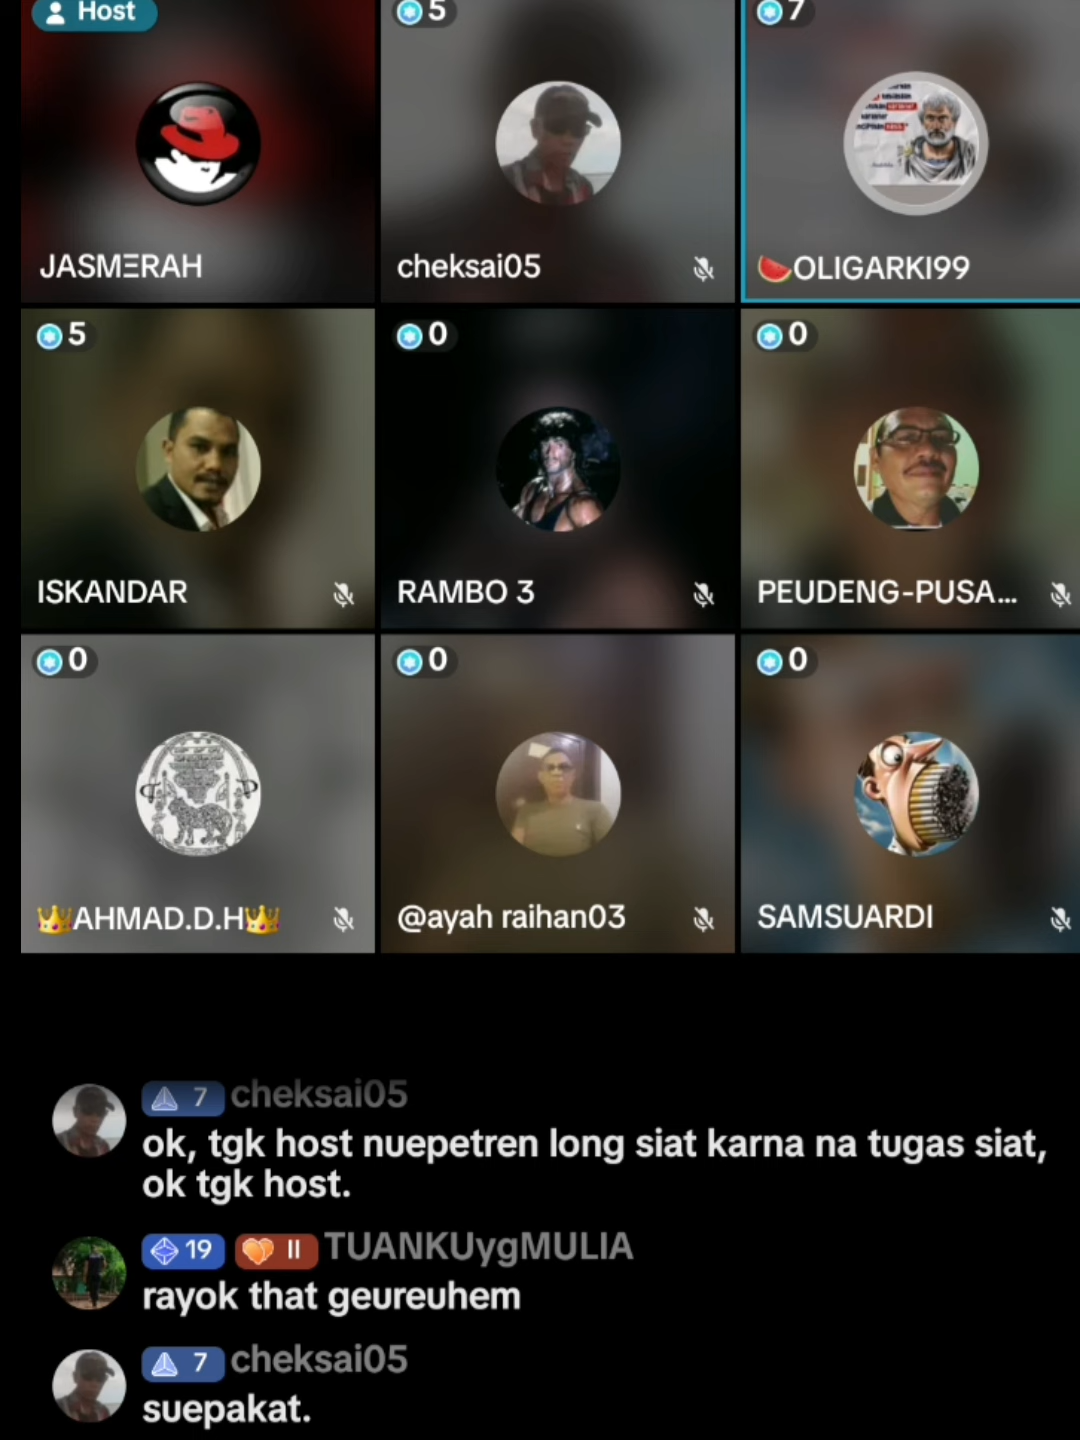 Host
5
7
JASMΞRAH
cheksai05
🍉OLIGARKI99
5
0
0
ISKANDAR
RAMBO 3
PEUDENG-PUSA...
0
0
0
👑AHMAD.D.H👑
@ayah raihan03
SAMSUARDI
7 cheksai05
ok, tgk host nuepetren long siat karna na tugas siat,
ok tgk host.
19 II TUANKUygMULIA
rayok that geureuhem
7 cheksai05
suepakat.